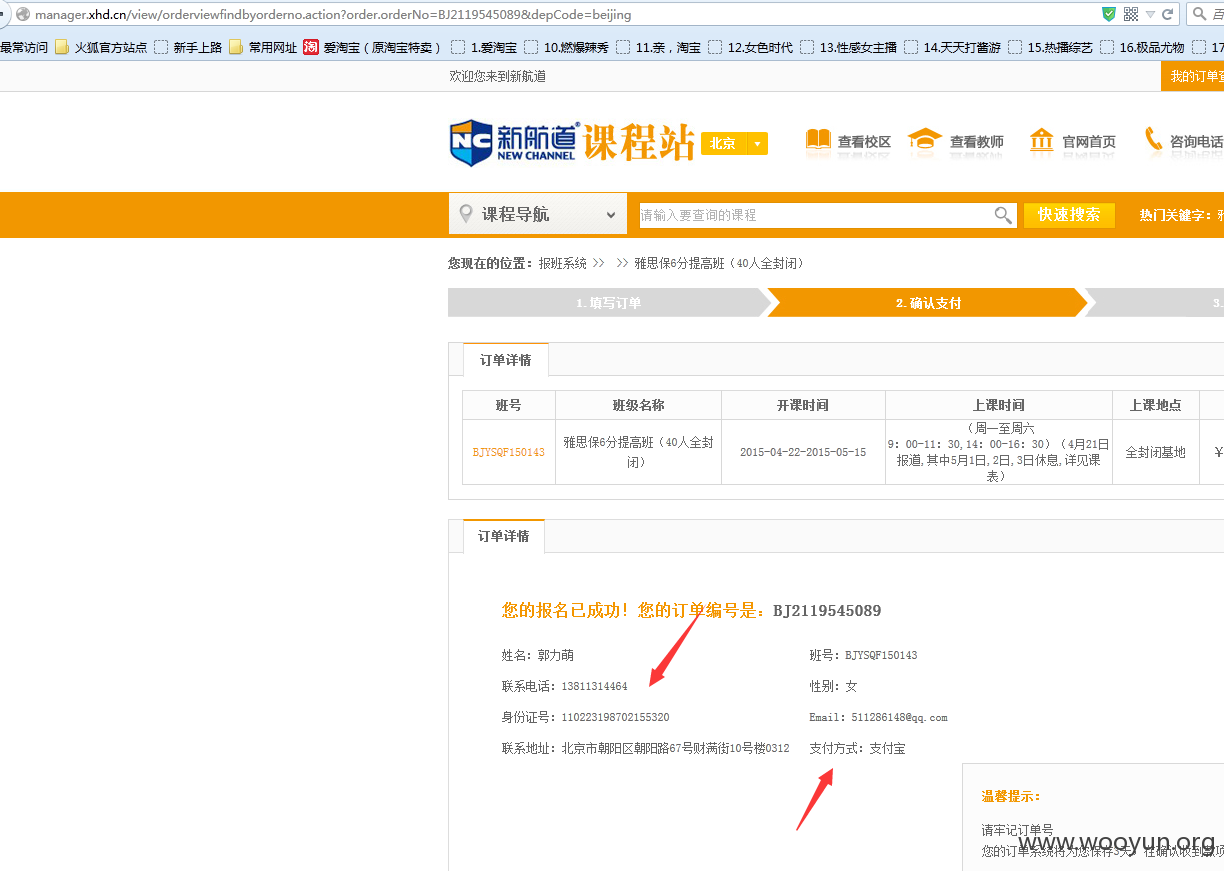 manager.xhd.cn/view/orderviewfindbyorderno.action?order.orderNo=BJ2119545089&depCode=beijing
最常访问 火狐官方站点 新手上路 常用网址 淘 爱淘宝（原淘宝特卖） 1.爱淘宝 10.燃爆辣秀 11.亲，淘宝 12.女色时代 13.性感女主播 14.天天打酱游 15.热播综艺 16.极品尤物 17
欢迎您来到新航道 我的订单
NC 新航道 NEW CHANNEL 课程站 北京 查看校区 查看教师 官网首页 咨询电话
课程导航 请输入要查询的课程 快速搜索 热门关键字：
您现在的位置：报班系统 >> >> 雅思保6分提高班（40人全封闭）
1.填写订单 2.确认支付 3.
订单详情
班号 班级名称 开课时间 上课时间 上课地点
BJYSQF150143 雅思保6分提高班（40人全封闭） 2015-04-22-2015-05-15 （周一至周六 9：00-11：30,14：00-16：30）（4月21日报道,其中5月1日,2日,3日休息,详见课表） 全封闭基地 ￥
订单详情
您的报名已成功！您的订单编号是：BJ2119545089
姓名：郭力萌 班号：BJYSQF150143
联系电话：13811314464 性别：女
身份证号：110223198702155320 Email：511286148@qq.com
联系地址：北京市朝阳区朝阳路67号财满街10号楼0312 支付方式：支付宝
温馨提示：
请牢记订单号
www.wooyun.org
您的订单系统将为您保存3天，在确认收到款项